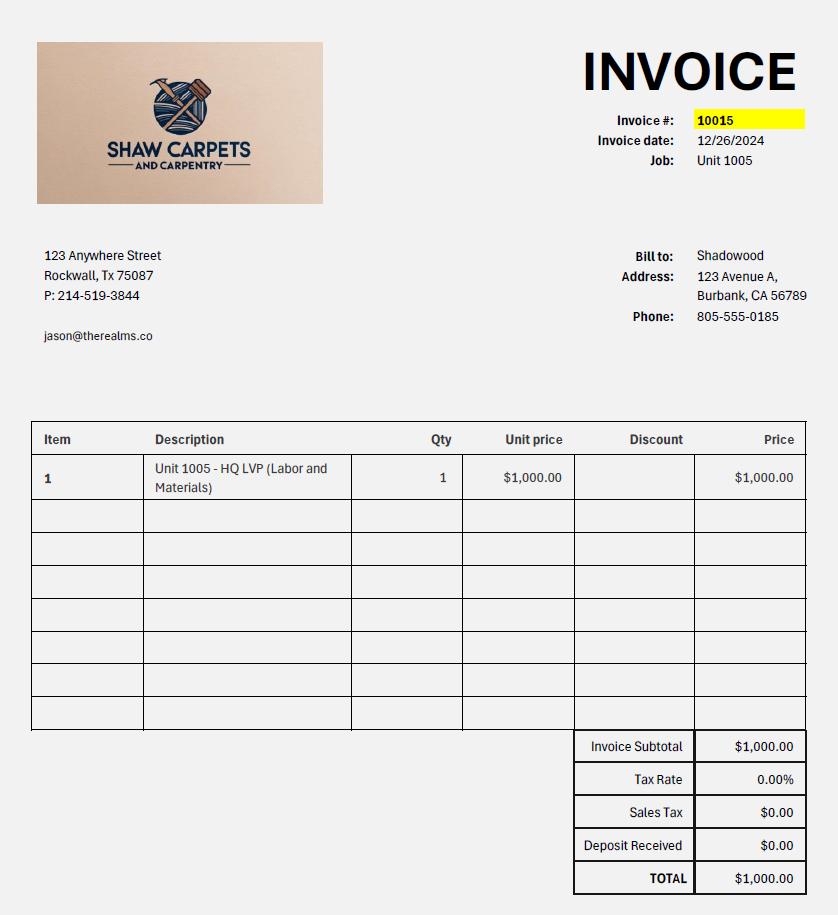 SHAW CARPETS
AND CARPENTRY
INVOICE
Invoice #: 10015
Invoice date: 12/26/2024
Job: Unit 1005
123 Anywhere Street
Rockwall, Tx 75087
P: 214-519-3844
jason@therealms.co
Bill to: Shadowood
Address: 123 Avenue A,
Burbank, CA 56789
Phone: 805-555-0185
Item Description Qty Unit price Discount Price
1 Unit 1005 - HQ LVP (Labor and 1 $1,000.00 $1,000.00
Materials)
Invoice Subtotal $1,000.00
Tax Rate 0.00%
Sales Tax $0.00
Deposit Received $0.00
TOTAL $1,000.00